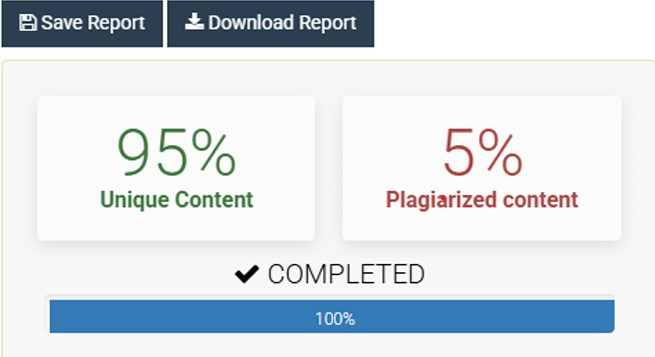 Save Report Download Report
95% 5%
Unique Content Plagiarized content
COMPLETED
100%